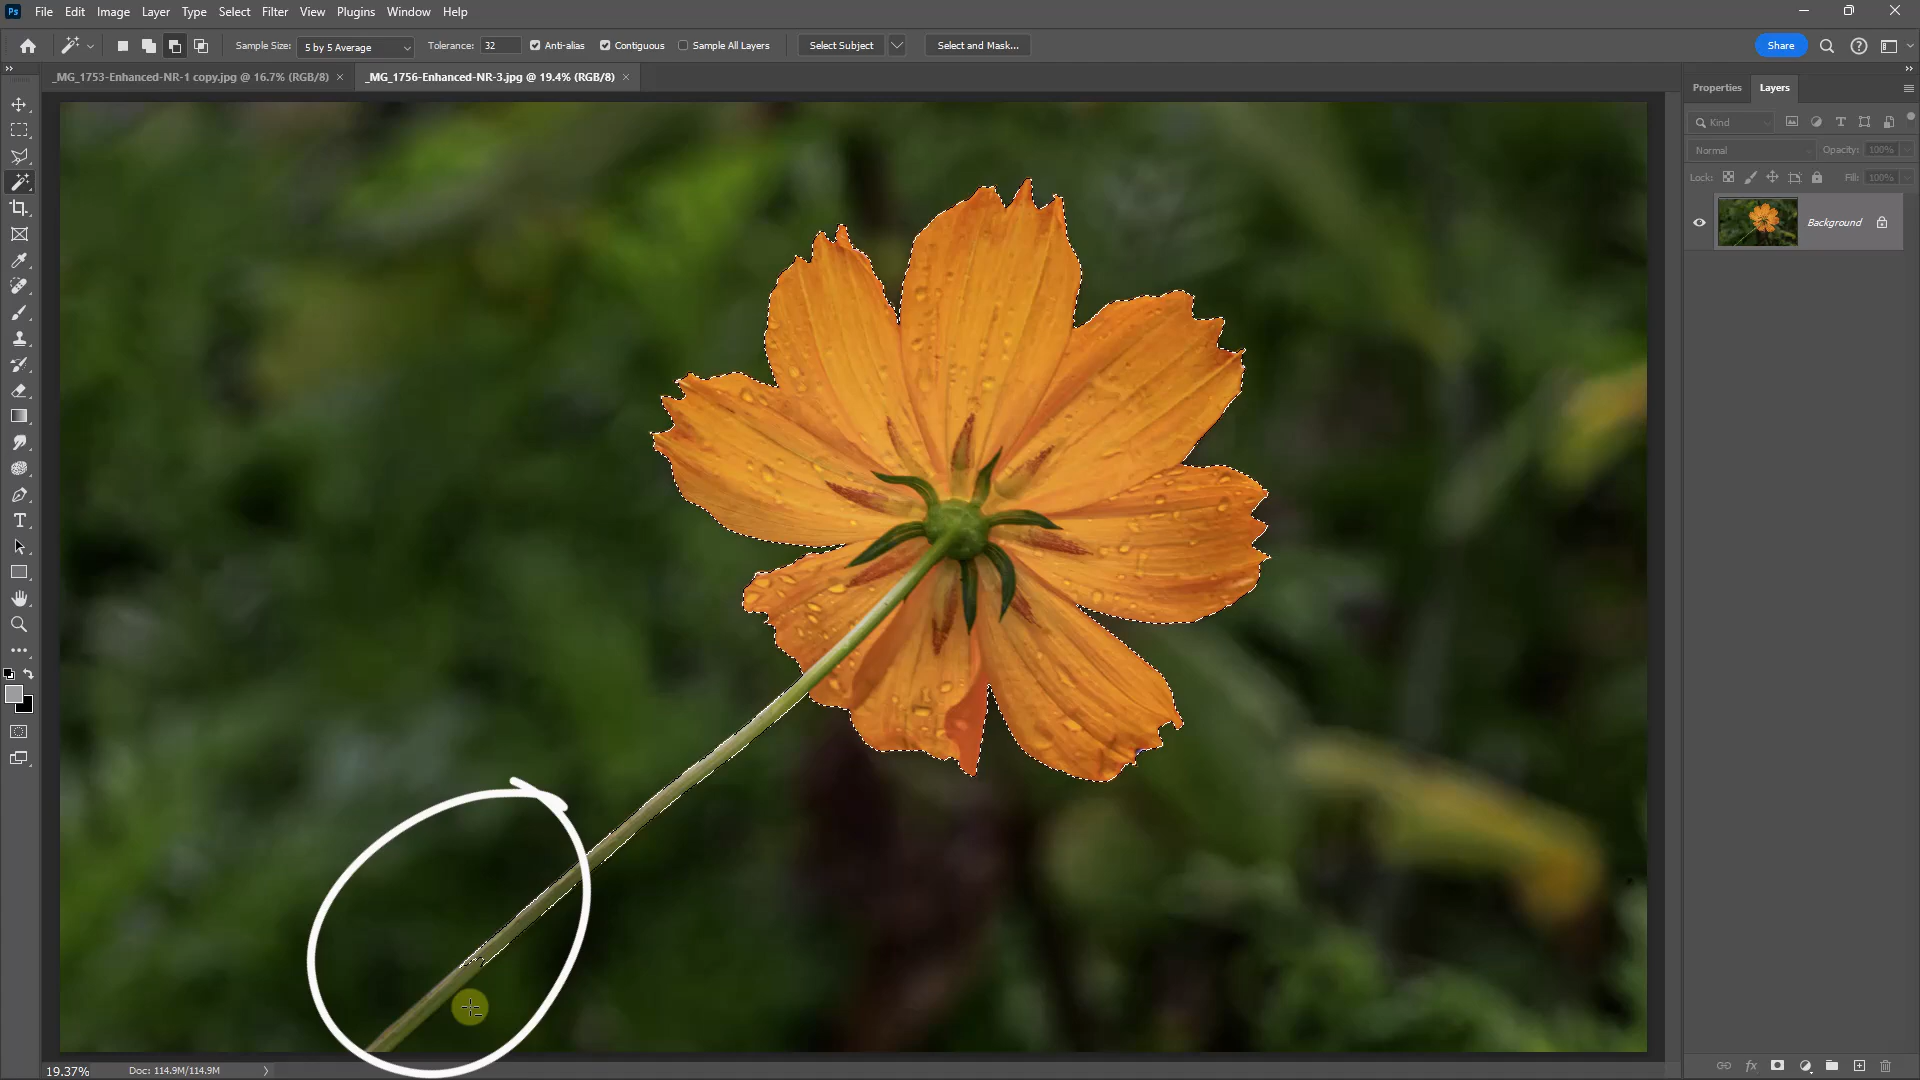 Ps File Edit Image Layer Type Select Filter View Plugins Window Help
Sample Size: 5 by 5 Average Tolerance: 32 Anti-alias Contiguous Sample All Layers Select Subject Select and Mask... Share
_MG_1753-Enhanced-NR-1 copy.jpg @ 16.7% (RGB/8) × _MG_1756-Enhanced-NR-3.jpg @ 19.4% (RGB/8) ×
Properties Layers
Kind
Normal Opacity: 100%
Lock: Fill: 100%
Background
19.37% Doc: 114.9M/114.9M